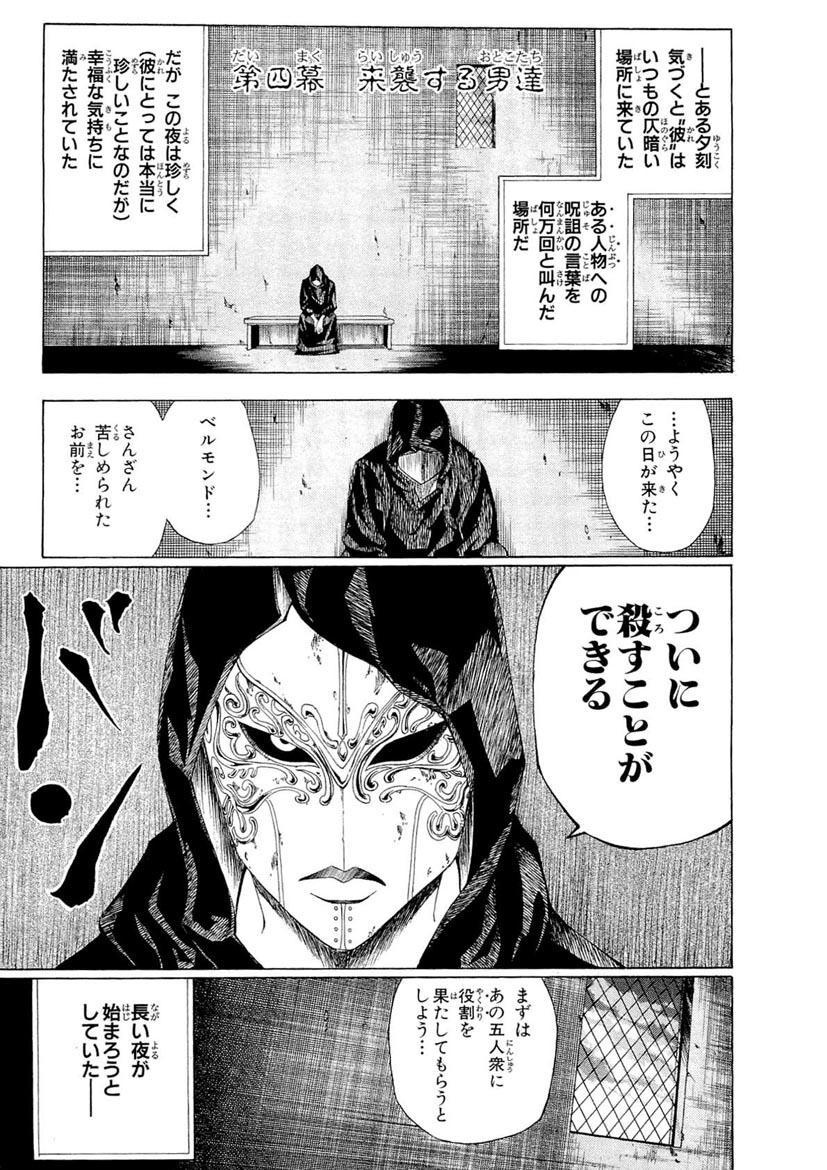 第四幕 来襲する男達
――とある夕刻
気づくと〝彼〟は
いつもの仄暗い
場所に来ていた
ある人物への
呪詛の言葉を
何万回と叫んだ
場所だ
だが この夜は珍しく
(彼にとっては本当に
珍しいことなのだが)
幸福な気持ちに
満たされていた
…ようやく
この日が来た…
ベルモンド…
さんざん
苦しめられた
お前を…
ついに
殺すことが
できる
ドン
まずは
あの五人衆に
役割を
果たしてもらうと
しよう…
長い夜が
始まろうと
していた――